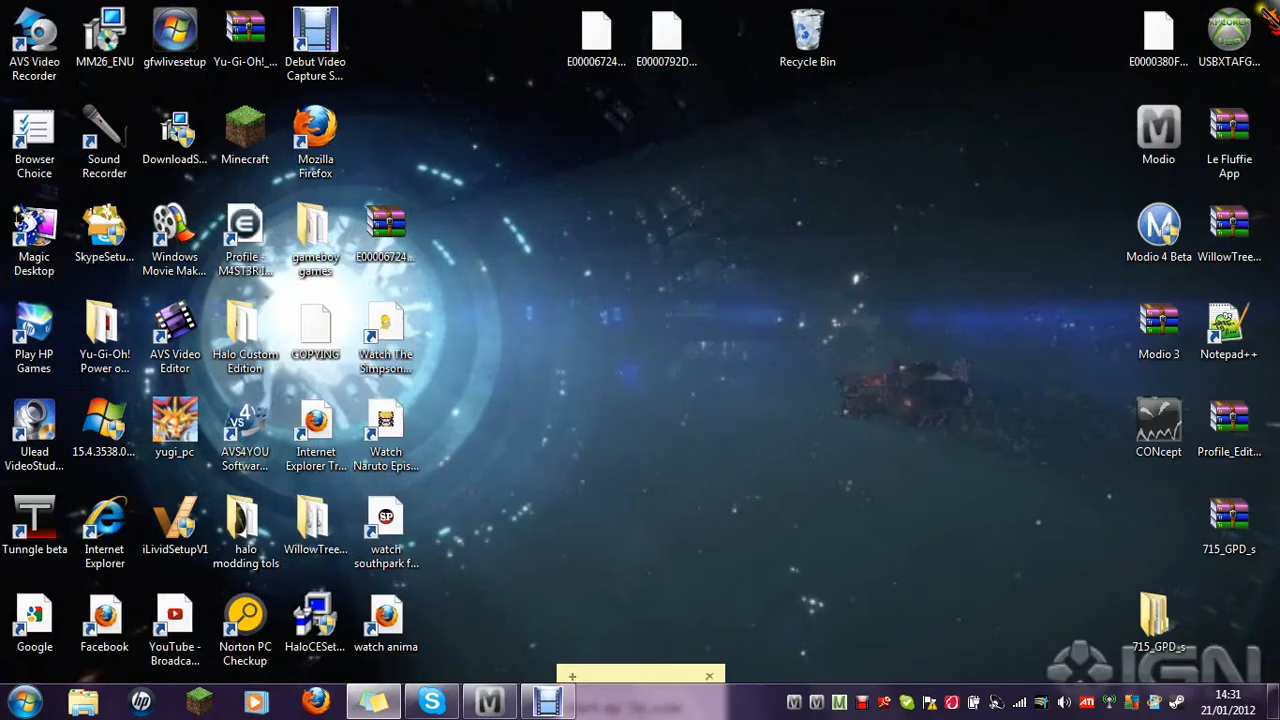 AVS Video
Recorder
MM26_ENU
gfwlivesetup
Yu-Gi-Oh!_...
Debut Video
Capture S...
E00006724...
E0000792D...
Recycle Bin
E0000380F...
USBXTAFG...
Browser
Choice
Sound
Recorder
DownloadS...
Minecraft
Mozilla
Firefox
Modio
Le Fluffie
App
Magic
Desktop
SkypeSetu...
Windows
Movie Mak...
Profile -
M4ST3R I...
gameboy
games
E00006724...
Modio 4 Beta
WillowTree...
Play HP
Games
Yu-Gi-Oh!
Power o...
AVS Video
Editor
Halo Custom
Edition
COPYING
Watch The
Simpson...
Modio 3
Notepad++
Ulead
VideoStud...
15.4.3538.0...
yugi_pc
AVS4YOU
Softwar...
Internet
Explorer Tr...
Watch
Naruto Epis...
CONcept
Profile_Edit...
Tunngle beta
Internet
Explorer
iLividSetupV1
halo
modding tols
WillowTree...
watch
southpark f...
715_GPD_s
Google
Facebook
YouTube -
Broadca...
Norton PC
Checkup
HaloCESet...
watch anima
715_GPD_s
IGN
14:31
21/01/2012